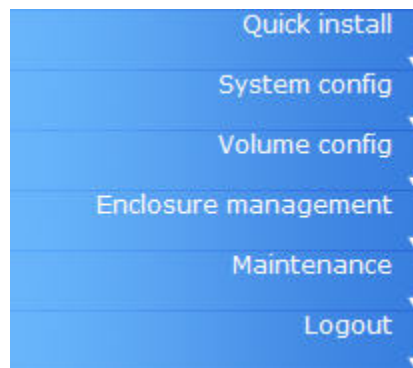 Quick install
System config
Volume config
Enclosure management
Maintenance
Logout